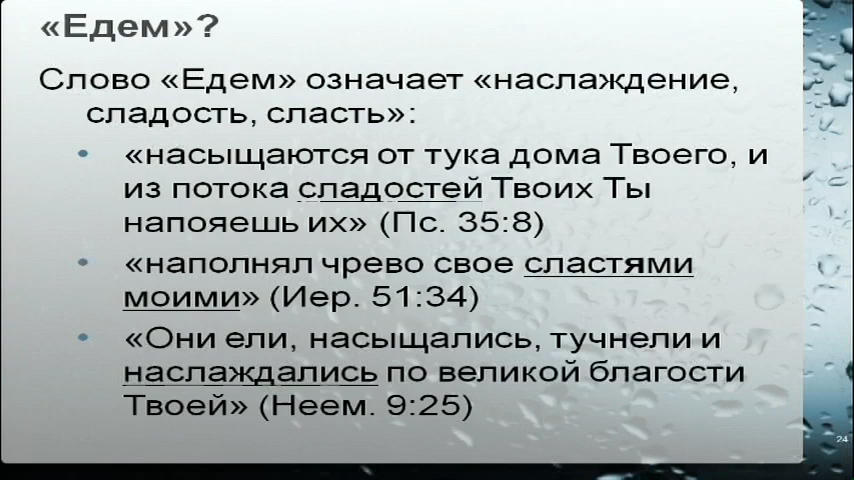 «Едем»?
Слово «Едем» означает «наслаждение,
сладость, сласть»:
• «насыщаются от тука дома Твоего, и
из потока сладостей Твоих Ты
напояешь их» (Пс. 35:8)
• «наполнял чрево свое сластями
моими» (Иер. 51:34)
• «Они ели, насыщались, тучнели и
наслаждались по великой благости
Твоей» (Неем. 9:25)
24